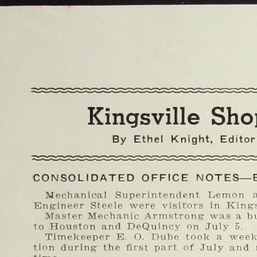 Kingsville Sho
By Ethel Knight, Editor
CONSOLIDATED OFFICE NOTES—
Mechanical Superintendent Lemon a
Engineer Steele were visitors in Kings
Master Mechanic Armstrong was a bu
to Houston and DeQuincy on July 5.
Timekeeper E. O. Dube took a week
tion during the first part of July and